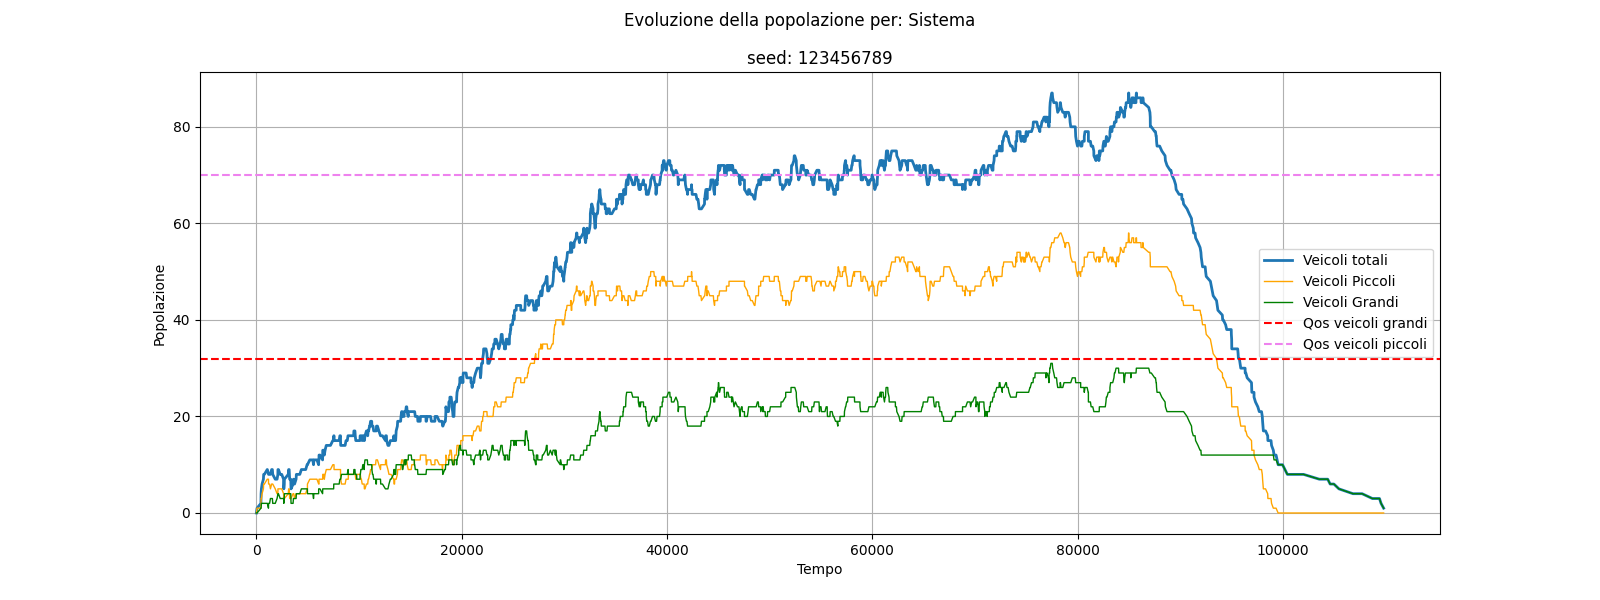 Evoluzione della popolazione per: Sistema
seed: 123456789
Popolazione
80
60
40
20
0
0 20000 40000 60000 80000 100000
Tempo
Veicoli totali
Veicoli Piccoli
Veicoli Grandi
Qos veicoli grandi
Qos veicoli piccoli